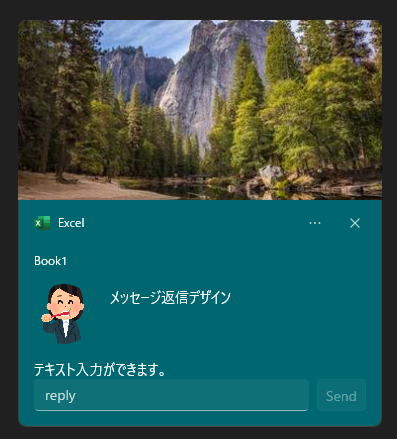 Excel
Book1
メッセージ返信デザイン
テキスト入力ができます。
reply
Send